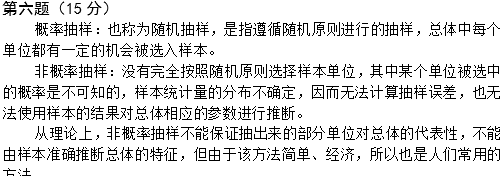 第六题（15 分）
概率抽样：也称为随机抽样，是指遵循随机原则进行的抽样，总体中每个
单位都有一定的机会被选入样本。
非概率抽样：没有完全按照随机原则选择样本单位，其中某个单位被选中
的概率是不可知的，样本统计量的分布不确定，因而无法计算抽样误差，也无
法使用样本的结果对总体相应的参数进行推断。
从理论上，非概率抽样不能保证抽出来的部分单位对总体的代表性，不能
由样本准确推断总体的特征，但由于该方法简单、经济，所以也是人们常用的
方法